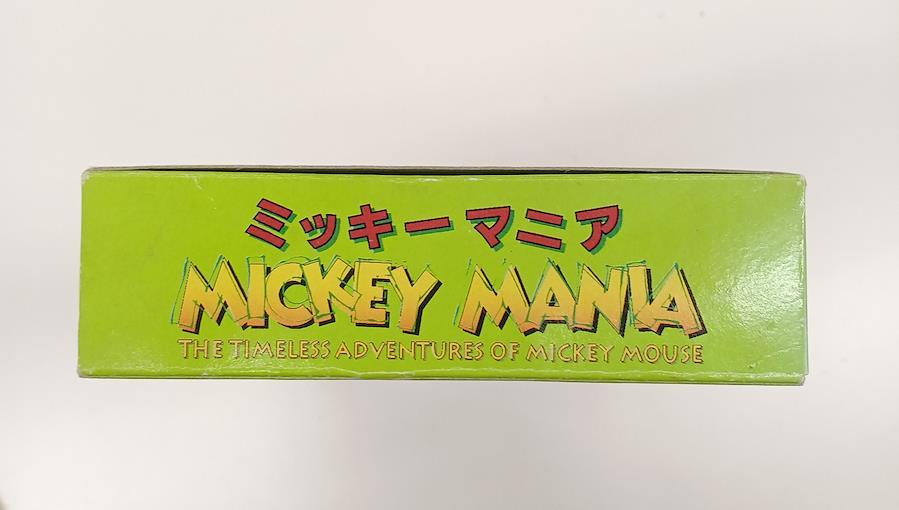 ミッキーマニア
MICKEY MANIA
THE TIMELESS ADVENTURES OF MICKEY MOUSE